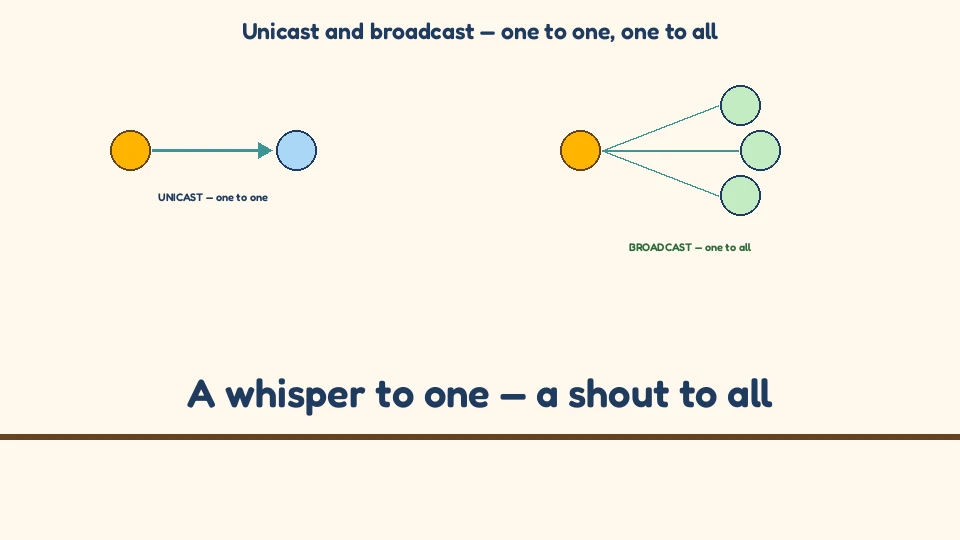 Unicast and broadcast — one to one, one to all
UNICAST — one to one
BROADCAST — one to all
A whisper to one — a shout to all